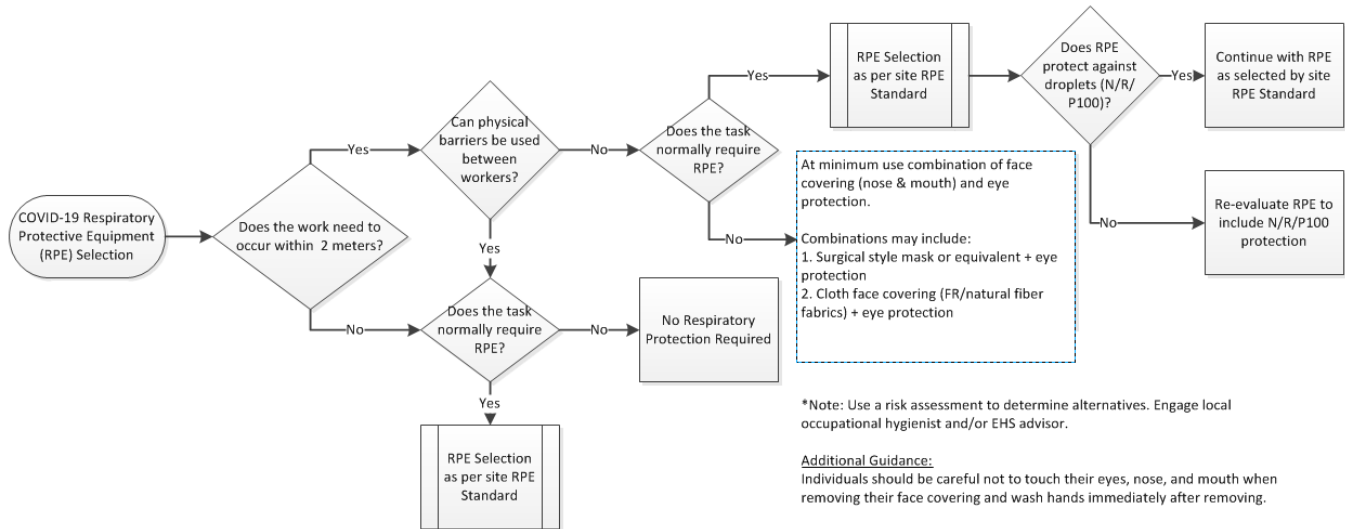 COVID-19 Respiratory
Protective Equipment
(RPE) Selection
Does the work need to
occur within  2 meters?
Yes
No
Can physical
barriers be used
between
workers?
No
Yes
Does the task
normally require
RPE?
No
Yes
No Respiratory
Protection Required
RPE Selection
as per site RPE
Standard
Does the task
normally require
RPE?
Yes
No
RPE Selection
as per site RPE
Standard
Does RPE
protect against
droplets (N/R/
P100)?
Yes
No
Continue with RPE
as selected by site
RPE Standard
Re-evaluate RPE to
include N/R/P100
protection
At minimum use combination of face
covering (nose & mouth) and eye
protection.
Combinations may include:
1. Surgical style mask or equivalent + eye
protection
2. Cloth face covering (FR/natural fiber
fabrics) + eye protection
*Note: Use a risk assessment to determine alternatives. Engage local
occupational hygienist and/or EHS advisor.
Additional Guidance:
Individuals should be careful not to touch their eyes, nose, and mouth when
removing their face covering and wash hands immediately after removing.